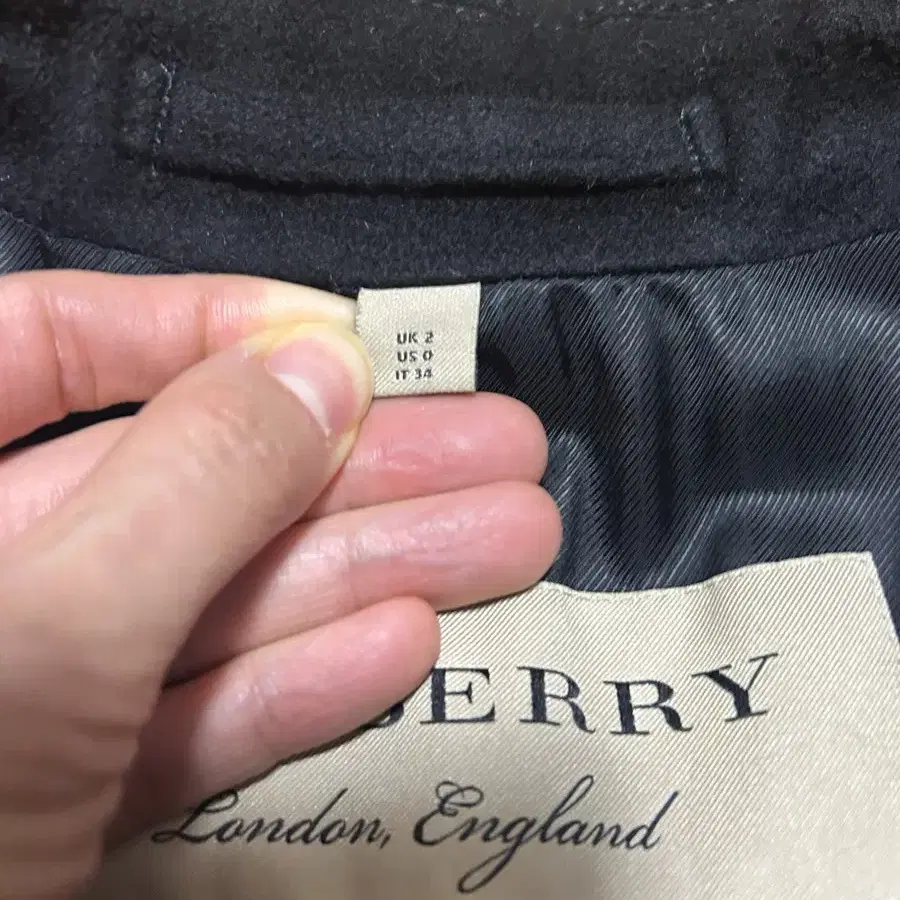 UK 2
US 0
IT 34
BERRY
London, England